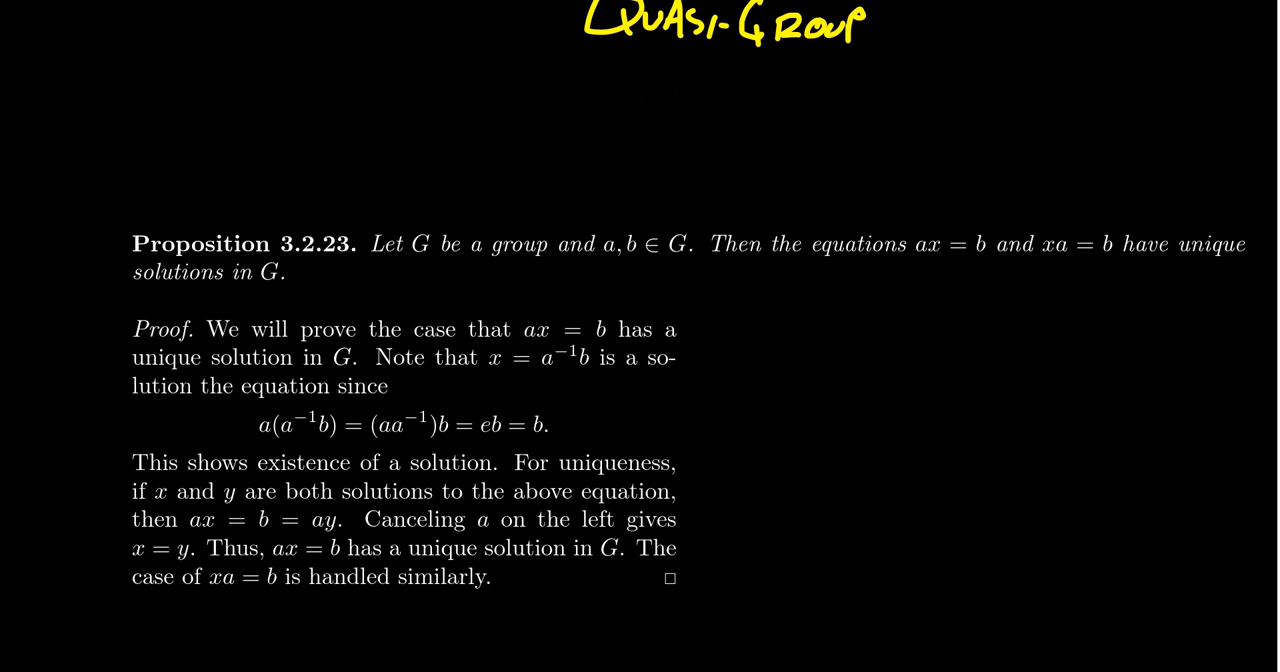 QUASI-GROUP
Proposition 3.2.23. Let G be a group and a, b ∈ G. Then the equations ax = b and xa = b have unique
solutions in G.
Proof. We will prove the case that ax = b has a
unique solution in G. Note that x = a⁻¹b is a so-
lution the equation since
a(a⁻¹b) = (aa⁻¹)b = eb = b.
This shows existence of a solution. For uniqueness,
if x and y are both solutions to the above equation,
then ax = b = ay. Canceling a on the left gives
x = y. Thus, ax = b has a unique solution in G. The
case of xa = b is handled similarly. □